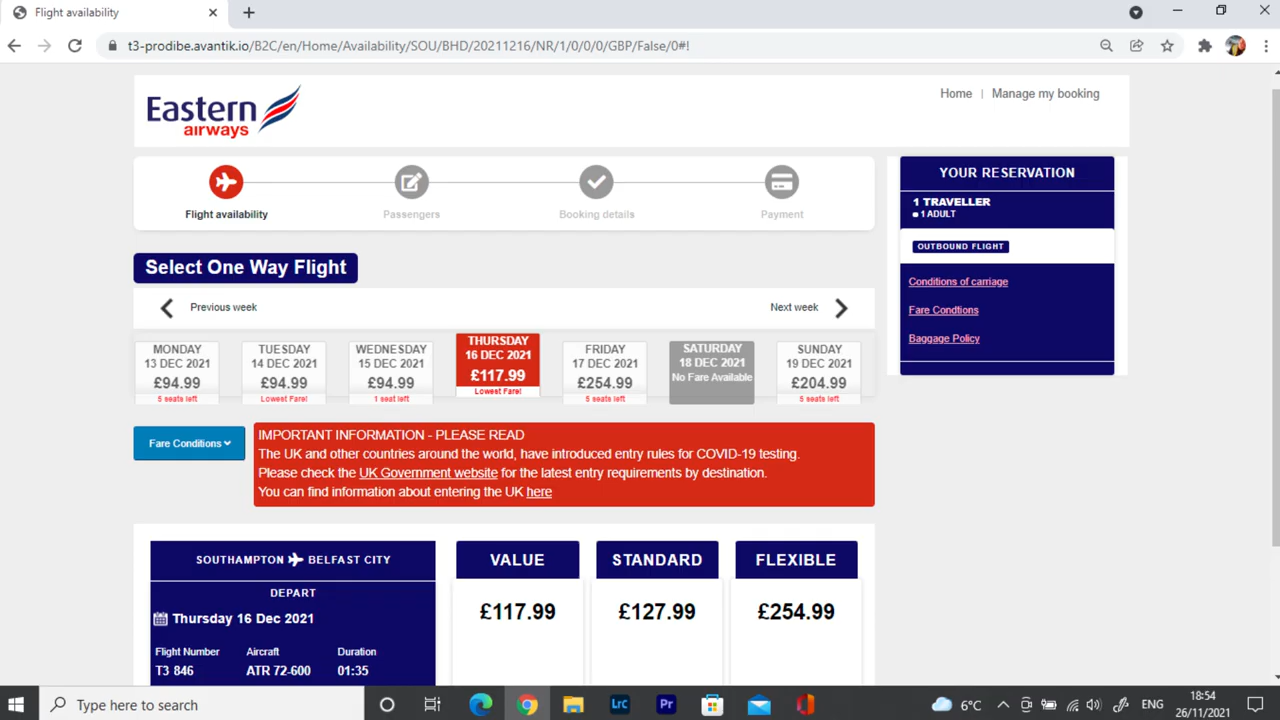 Flight availability
t3-prodibe.avantik.io/B2C/en/Home/Availability/SOU/BHD/20211216/NR/1/0/0/0/GBP/False/0#!
Eastern
airways
Home | Manage my booking
Flight availability
Passengers
Booking details
Payment
YOUR RESERVATION
1 TRAVELLER
1 ADULT
OUTBOUND FLIGHT
Conditions of carriage
Fare Condtions
Baggage Policy
Select One Way Flight
Previous week
Next week
MONDAY
13 DEC 2021
£94.99
5 seats left
TUESDAY
14 DEC 2021
£94.99
Lowest Fare!
WEDNESDAY
15 DEC 2021
£94.99
1 seat left
THURSDAY
16 DEC 2021
£117.99
Lowest Fare!
FRIDAY
17 DEC 2021
£254.99
5 seats left
SATURDAY
18 DEC 2021
No Fare Available
SUNDAY
19 DEC 2021
£204.99
5 seats left
Fare Conditions
IMPORTANT INFORMATION - PLEASE READ
The UK and other countries around the world, have introduced entry rules for COVID-19 testing.
Please check the UK Government website for the latest entry requirements by destination.
You can find information about entering the UK here
SOUTHAMPTON BELFAST CITY
DEPART
Thursday 16 Dec 2021
Flight Number Aircraft Duration
T3 846 ATR 72-600 01:35
VALUE
£117.99
STANDARD
£127.99
FLEXIBLE
£254.99
Type here to search
Lrc
Pr
6°C
ENG
18:54
26/11/2021